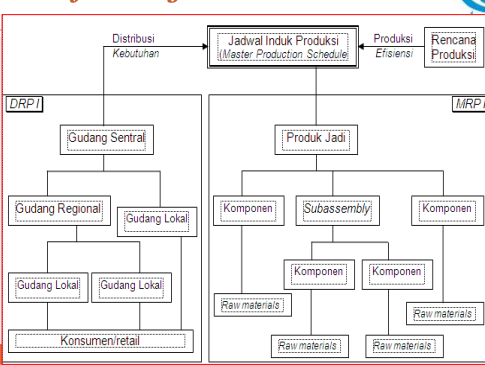 Distribusi
Kebutuhan
Jadwal Induk Produksi
(Master Production Schedule
Produksi
Efisiensi
Rencana
Produksi
DRP I
MRP I
Gudang Sentral
Produk Jadi
Gudang Regional
Gudang Lokal
Komponen
Subassembly
Komponen
Gudang Lokal
Gudang Lokal
Komponen
Komponen
Raw materials
Raw materials
Konsumen/retail
Raw materials
Raw materials